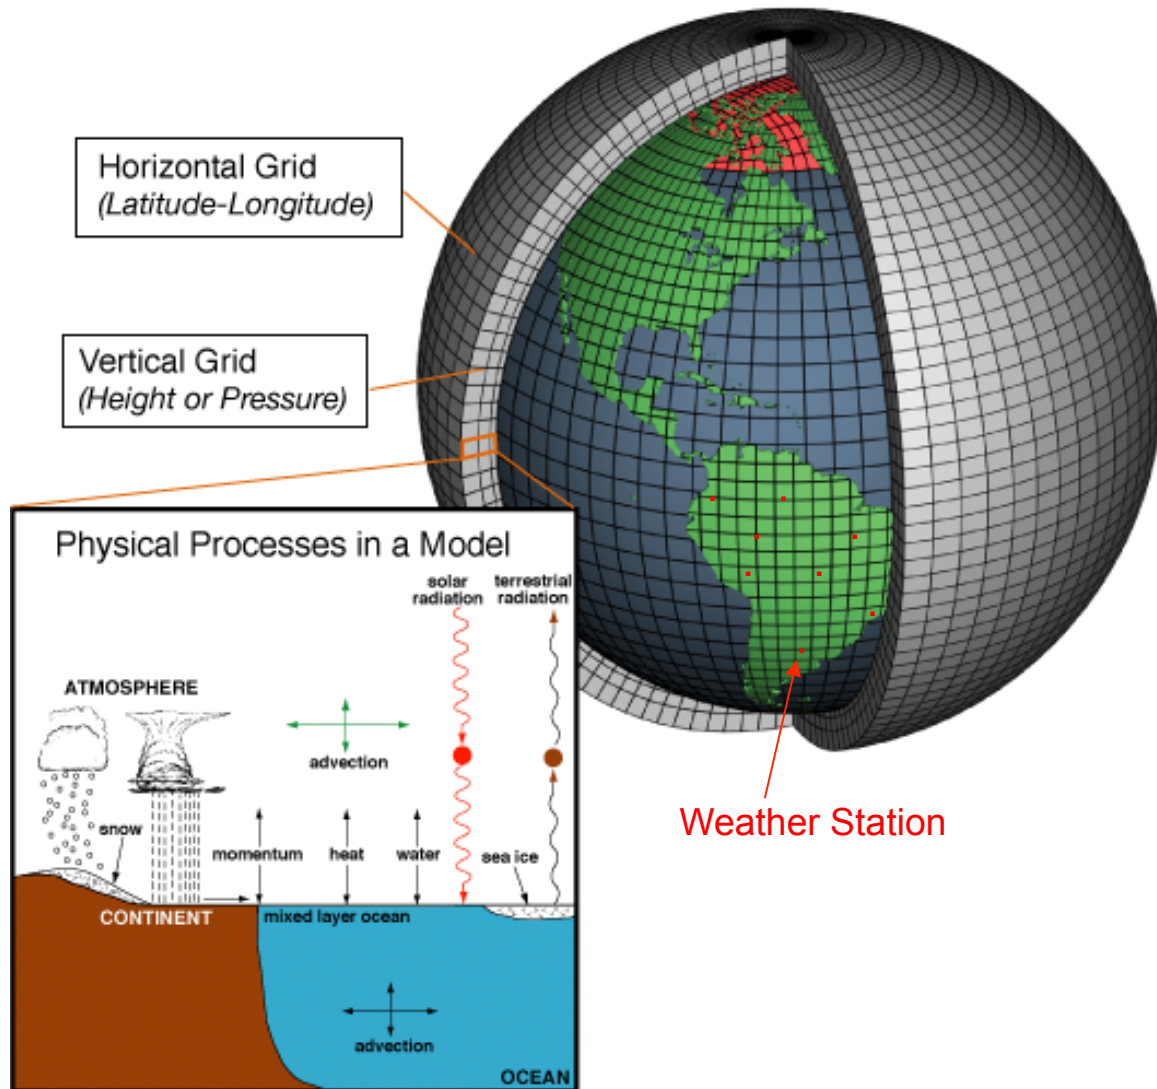 Horizontal Grid
(Latitude-Longitude)
Vertical Grid
(Height or Pressure)
Physical Processes in a Model
solar
radiation
terrestrial
radiation
ATMOSPHERE
advection
snow
momentum
heat
water
sea ice
CONTINENT
mixed layer ocean
advection
OCEAN
Weather Station